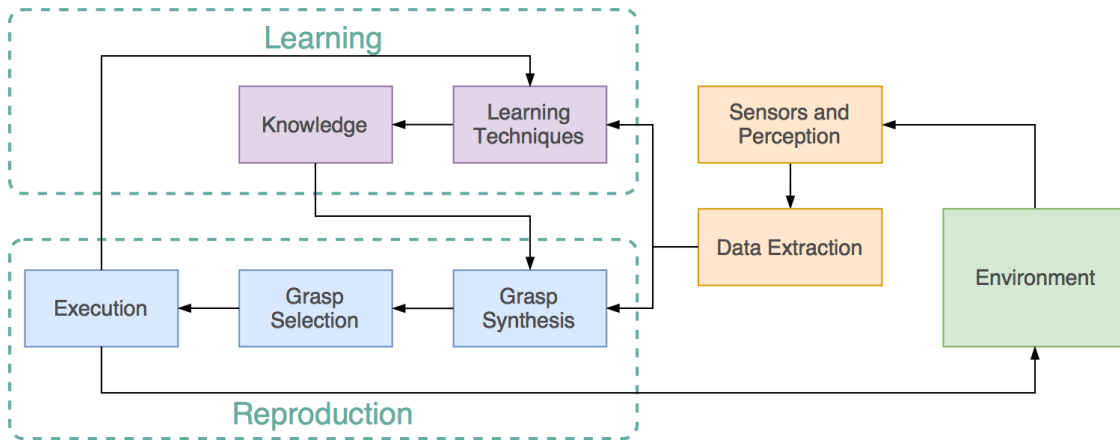 Learning
Knowledge
Learning
Techniques
Sensors and
Perception
Data Extraction
Environment
Execution
Grasp
Selection
Grasp
Synthesis
Reproduction